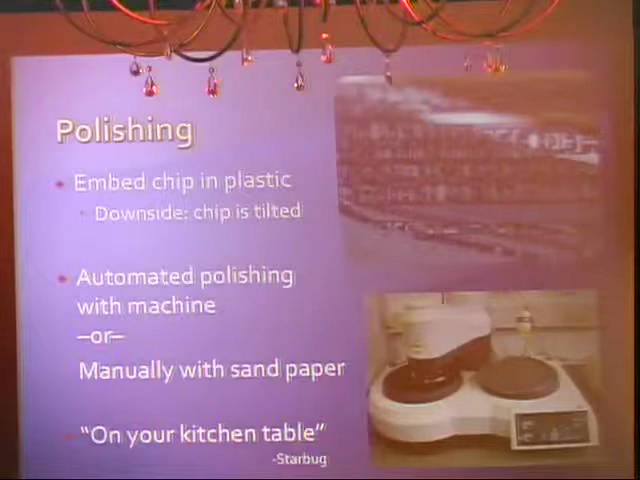 Polishing
Embed chip in plastic
Downside: chip is tilted
Automated polishing
with machine
–or–
Manually with sand paper
“On your kitchen table”
-Starbug